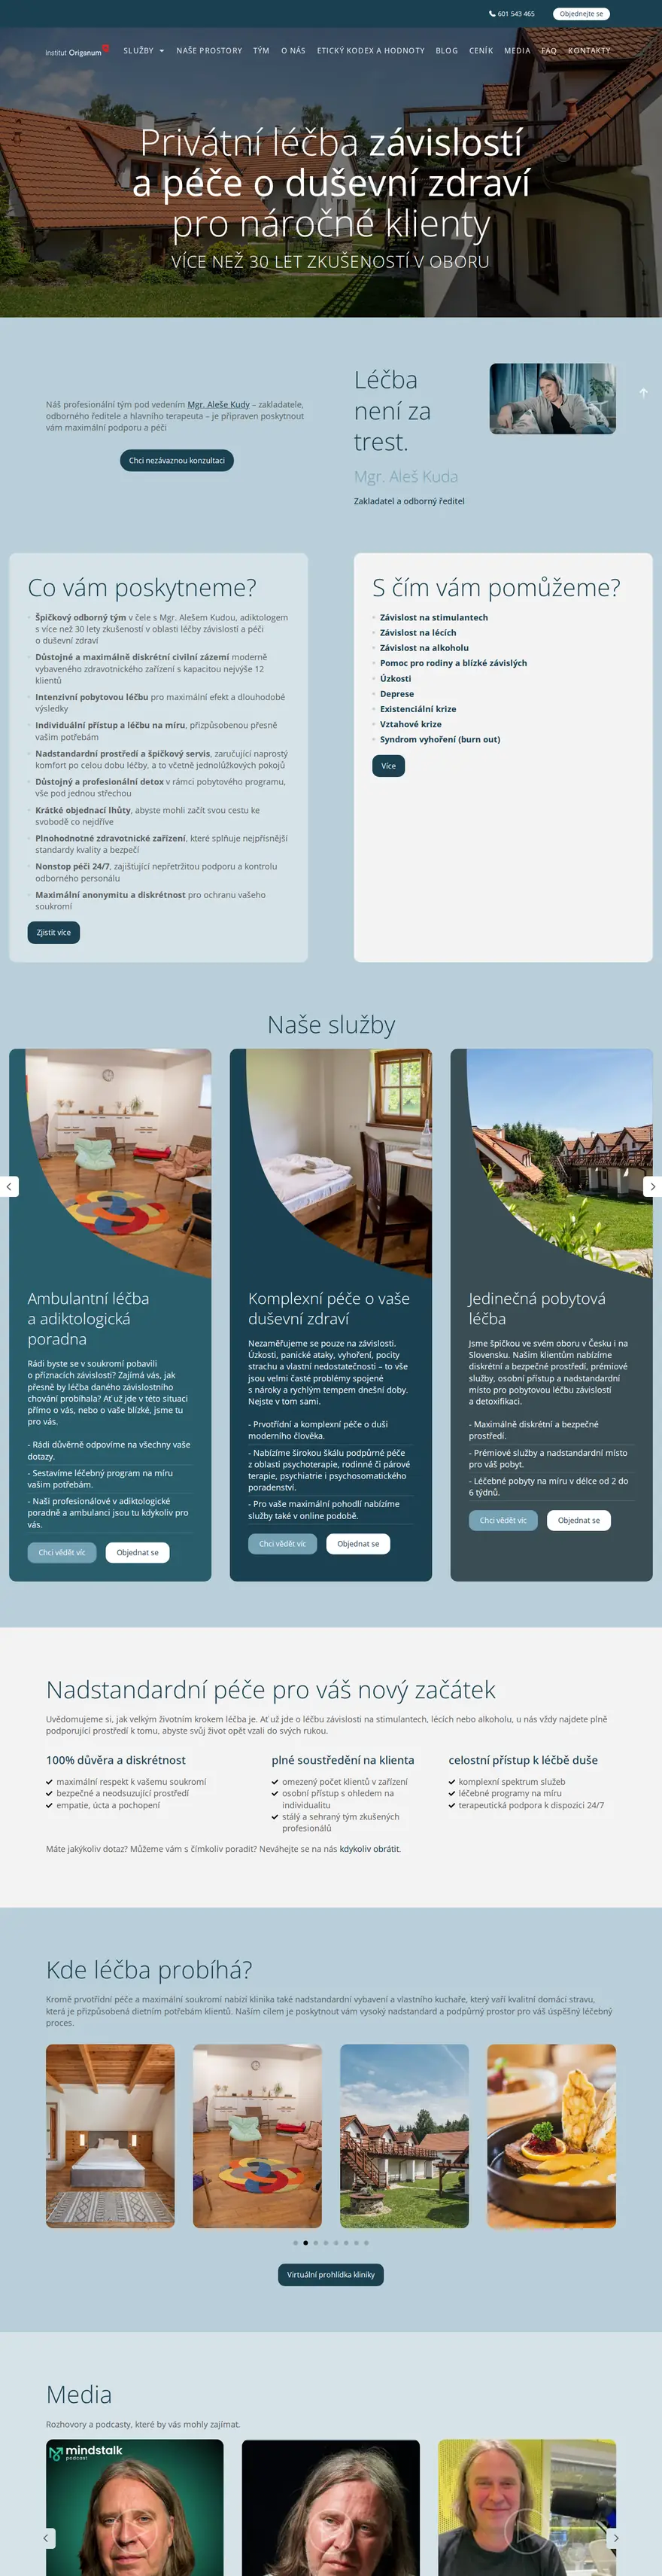 601 543 465
Objednejte se
Institut Origanum
SLUŽBY
NAŠE PROSTORY
TÝM
O NÁS
ETICKÝ KODEX A HODNOTY
BLOG
CENÍK
MEDIA
FAQ
KONTAKTY
Privátní léčba závislostí
a péče o duševní zdraví
pro náročné klienty
VÍCE NEŽ 30 LET ZKUŠENOSTÍ V OBORU
Náš profesionální tým pod vedením Mgr. Aleše Kudy – zakladatele,
odborného ředitele a hlavního terapeuta – je připraven poskytnout
vám maximální podporu a péči
Chci nezávaznou konzultaci
Léčba
není za
trest.
Mgr. Aleš Kuda
Zakladatel a odborný ředitel
Co vám poskytneme?
Špičkový odborný tým v čele s Mgr. Alešem Kudou, adiktologem
s více než 30 lety zkušeností v oblasti léčby závislostí a péči
o duševní zdraví
Důstojné a maximálně diskrétní civilní zázemí moderně
vybaveného zdravotnického zařízení s kapacitou nejvýše 12
klientů
Intenzivní pobytovou léčbu pro maximální efekt a dlouhodobé
výsledky
Individuální přístup a léčbu na míru, přizpůsobenou přesně
vašim potřebám
Nadstandardní prostředí a špičkový servis, zaručující naprostý
komfort po celou dobu léčby, a to včetně jednolůžkových pokojů
Důstojný a profesionální detox v rámci pobytového programu,
vše pod jednou střechou
Krátké objednací lhůty, abyste mohli začít svou cestu ke
svobodě co nejdříve
Plnohodnotné zdravotnické zařízení, které splňuje nejpřísnější
standardy kvality a bezpečí
Nonstop péči 24/7, zajišťující nepřetržitou podporu a kontrolu
odborného personálu
Maximální anonymitu a diskrétnost pro ochranu vašeho
soukromí
Zjistit více
S čím vám pomůžeme?
Závislost na stimulantech
Závislost na lécích
Závislost na alkoholu
Pomoc pro rodiny a blízké závislých
Úzkosti
Deprese
Existenciální krize
Vztahové krize
Syndrom vyhoření (burn out)
Více
Naše služby
Ambulantní léčba
a adiktologická
poradna
Rádi byste se v soukromí pobavili
o příznacích závislosti? Zajímá vás, jak
přesně by léčba daného závislostního
chování probíhala? Ať už jde v této situaci
přímo o vás, nebo o vaše blízké, jsme tu
pro vás.
- Rádi důvěrně odpovíme na všechny vaše
dotazy.
- Sestavíme léčebný program na míru
vašim potřebám.
- Naši profesionálové v adiktologické
poradně a ambulanci jsou tu kdykoliv pro
vás.
Chci vědět víc
Objednat se
Komplexní péče o vaše
duševní zdraví
Nezaměřujeme se pouze na závislosti.
Úzkosti, panické ataky, vyhoření, pocity
strachu a vlastní nedostatečnosti – to vše
jsou velmi časté problémy spojené
s nároky a rychlým tempem dnešní doby.
Nejste v tom sami.
- Prvotřídní a komplexní péče o duši
moderního člověka.
- Nabízíme širokou škálu podpůrné péče
z oblasti psychoterapie, rodinné či párové
terapie, psychiatrie i psychosomatického
poradenství.
- Pro vaše maximální pohodlí nabízíme
služby také v online podobě.
Chci vědět víc
Objednat se
Jedinečná pobytová
léčba
Jsme špičkou ve svém oboru v Česku i na
Slovensku. Našim klientům nabízíme
diskrétní a bezpečné prostředí, prémiové
služby, osobní přístup a nadstandardní
místo pro pobytovou léčbu závislostí
a detoxifikaci.
- Maximálně diskrétní a bezpečné
prostředí.
- Prémiové služby a nadstandardní místo
pro váš pobyt.
- Léčebné pobyty na míru v délce od 2 do
6 týdnů.
Chci vědět víc
Objednat se
Nadstandardní péče pro váš nový začátek
Uvědomujeme si, jak velkým životním krokem léčba je. Ať už jde o léčbu závislosti na stimulantech, lécích nebo alkoholu, u nás vždy najdete plně
podporující prostředí k tomu, abyste svůj život opět vzali do svých rukou.
100% důvěra a diskrétnost
maximální respekt k vašemu soukromí
bezpečné a neodsuzující prostředí
empatie, úcta a pochopení
plné soustředění na klienta
omezený počet klientů v zařízení
osobní přístup s ohledem na
individualitu
stálý a sehraný tým zkušených
profesionálů
celostní přístup k léčbě duše
komplexní spektrum služeb
léčebné programy na míru
terapeutická podpora k dispozici 24/7
Máte jakýkoliv dotaz? Můžeme vám s čímkoliv poradit? Neváhejte se na nás kdykoliv obrátit.
Kde léčba probíhá?
Kromě prvotřídní péče a maximální soukromí nabízí klinika také nadstandardní vybavení a vlastního kuchaře, který vaří kvalitní domácí stravu,
která je přizpůsobená dietním potřebám klientů. Naším cílem je poskytnout vám vysoký nadstandard a podpůrný prostor pro váš úspěšný léčebný
proces.
Virtuální prohlídka kliniky
Media
Rozhovory a podcasty, které by vás mohly zajímat.
mindstalk
podcast